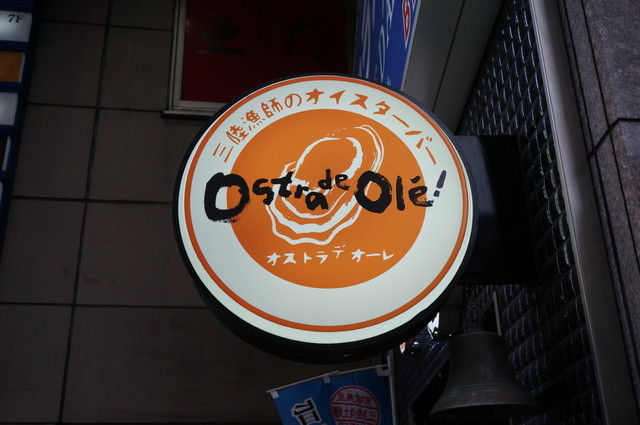 7F
三陸漁師のオイスターバー
Ostra de Olé!
オストラデオーレ